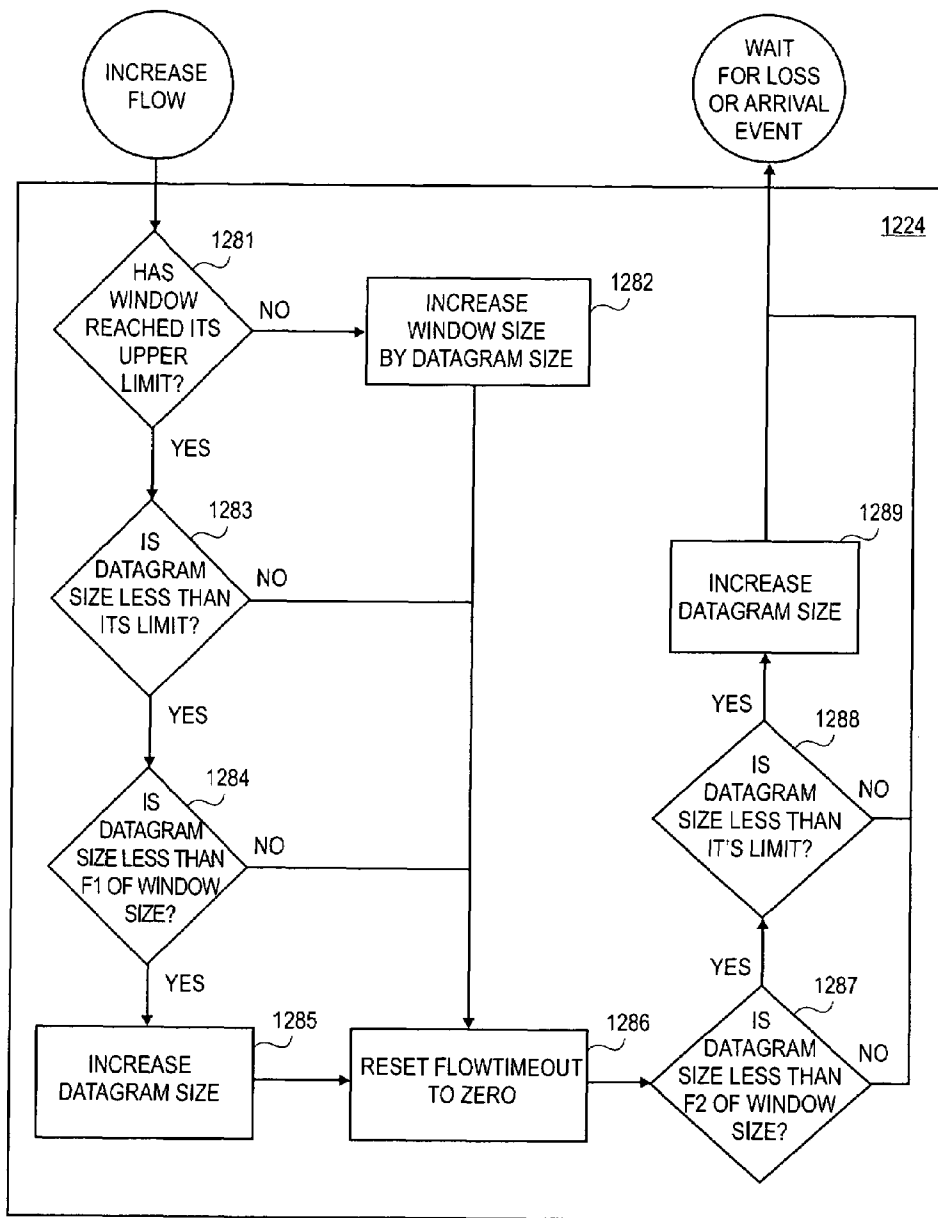 INCREASE
FLOW
WAIT
FOR LOSS
OR ARRIVAL
EVENT
1224
1281
HAS
WINDOW
REACHED ITS
UPPER
LIMIT?
NO
YES
1282
INCREASE
WINDOW SIZE
BY DATAGRAM SIZE
1283
IS
DATAGRAM
SIZE LESS THAN
ITS LIMIT?
NO
YES
1284
IS
DATAGRAM
SIZE LESS THAN
F1 OF WINDOW
SIZE?
NO
YES
1285
INCREASE
DATAGRAM SIZE
1286
RESET FLOWTIMEOUT
TO ZERO
1287
IS
DATAGRAM
SIZE LESS THAN
F2 OF WINDOW
SIZE?
NO
YES
1288
IS
DATAGRAM
SIZE LESS THAN
IT'S LIMIT?
NO
YES
1289
INCREASE
DATAGRAM SIZE